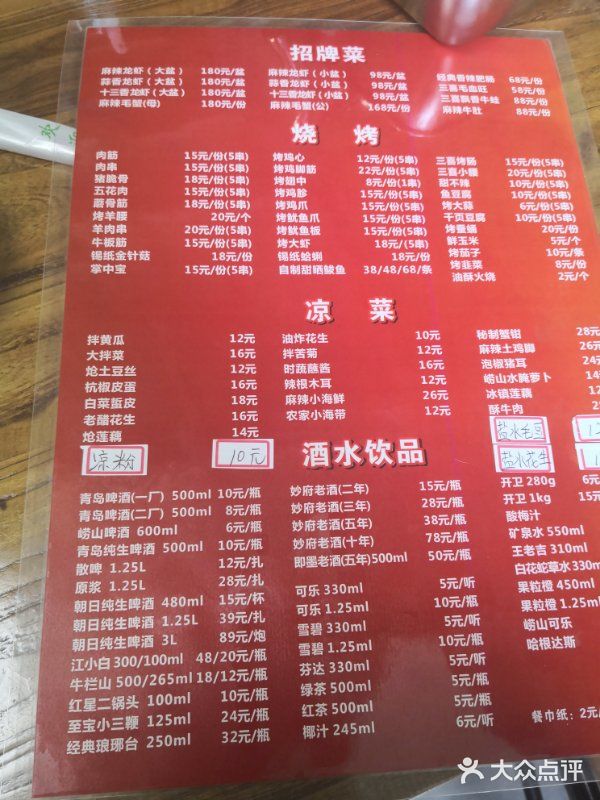 招牌菜
麻辣龙虾（大盆） 180元/盆 麻辣龙虾（小盆） 98元/盆 经典香辣肥肠 68元/份
蒜香龙虾（大盆） 180元/盆 蒜香龙虾（小盆） 98元/盆 三喜毛血旺 58元/份
十三香龙虾（大盆） 180元/盆 十三香龙虾（小盆） 98元/盆 三喜飘香牛蛙 88元/份
麻辣毛蟹(母) 180元/份 麻辣毛蟹(公) 168元/份 麻辣牛肚 88元/份
烧 烤
肉筋 15元/份(5串) 烤鸡心 12元/份(5串) 三喜烤肠 15元/份(5串)
肉串 15元/份(5串) 烤鸡脚筋 22元/份(5串) 三喜小腰 20元/份(5串)
猪脆骨 18元/份(5串) 烤翅中 8元/份(1串) 甜不辣 10元/份(5串)
五花肉 15元/份(5串) 烤鸡胗 15元/份(5串) 鱼豆腐 10元/份(5串)
蘑骨筋 18元/份(5串) 烤鸡爪 15元/份(5串) 烤大蒜 6元/份(5串)
烤羊腰 20元/个 烤鱿鱼爪 15元/份(5串) 千页豆腐 10元/份(5串)
羊肉串 20元/份(5串) 烤鱿鱼板 15元/份(5串) 烤蚕蛹 20元/份
牛板筋 15元/份(5串) 烤大虾 18元/(5串) 鲜玉米 5元/个
锡纸金针菇 18元/份 锡纸蛤蜊 18元/份 烤茄子 10元/条
掌中宝 15元/份(5串) 自制甜晒鲅鱼 38/48/68/条 烤韭菜 8元/份
油酥火烧 2元/个
凉 菜
拌黄瓜 12元 油炸花生 10元 秘制蟹钳 28元
大拌菜 16元 拌苦菊 12元 麻辣土鸡脚 26元
炝土豆丝 12元 时蔬蘸酱 16元 泡椒猪耳 24元
杭椒皮蛋 16元 辣根木耳 16元 崂山水腌萝卜 14元
白菜蜇皮 18元 麻辣小海鲜 26元 冰镇莲藕 12
老醋花生 16元 农家小海带 12元 酥牛肉
炝莲藕 14元 盐水毛豆
凉粉 10元 盐水花生
酒水饮品
青岛啤酒(一厂) 500ml 10元/瓶 妙府老酒(二年) 15元/瓶 开卫 280g 6元
青岛啤酒(二厂) 500ml 8元/瓶 妙府老酒(三年) 28元/瓶 开卫 1kg 15元
崂山啤酒 600ml 6元/瓶 妙府老酒(五年) 38元/瓶 酸梅汁
青岛纯生啤酒 500ml 10元/瓶 妙府老酒(十年) 78元/瓶 矿泉水 550ml
散啤 1.25L 12元/扎 即墨老酒(五年)500ml 50元/瓶 王老吉 310ml
原浆 1.25L 28元/扎 白花蛇草水330ml
朝日纯生啤酒 480ml 15元/杯 可乐 330ml 5元/听 果粒橙 450ml
朝日纯生啤酒 1.25L 39元/扎 可乐 1.25ml 10元/瓶 果粒橙 1.25ml
朝日纯生啤酒 3L 89元/炮 雪碧 330ml 5元/听 崂山可乐
江小白 300/100ml 48/20元/瓶 雪碧 1.25ml 10元/瓶 哈根达斯
牛栏山 500/265ml 18/12元/瓶 芬达 330ml 5元/听
红星二锅头 100ml 10元/瓶 绿茶 500ml 5元/瓶
至宝小三鞭 125ml 24元/瓶 红茶 500ml 5元/瓶
经典琅琊台 250ml 32元/瓶 椰汁 245ml 6元/听 餐巾纸：2元/
大众点评